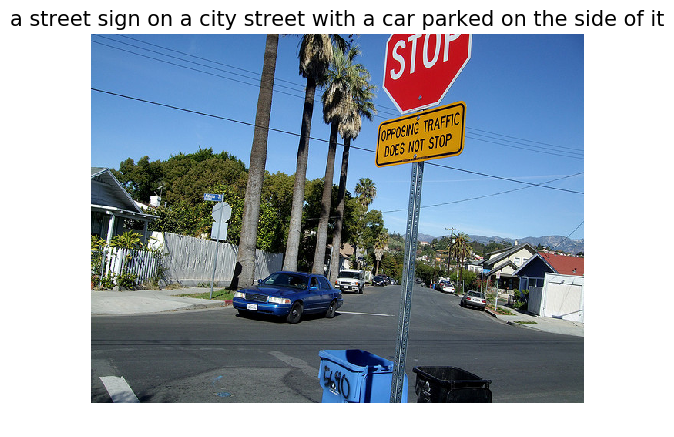 a street sign on a city street with a car parked on the side of it
STOP
OPPOSING TRAFFIC
DOES NOT STOP